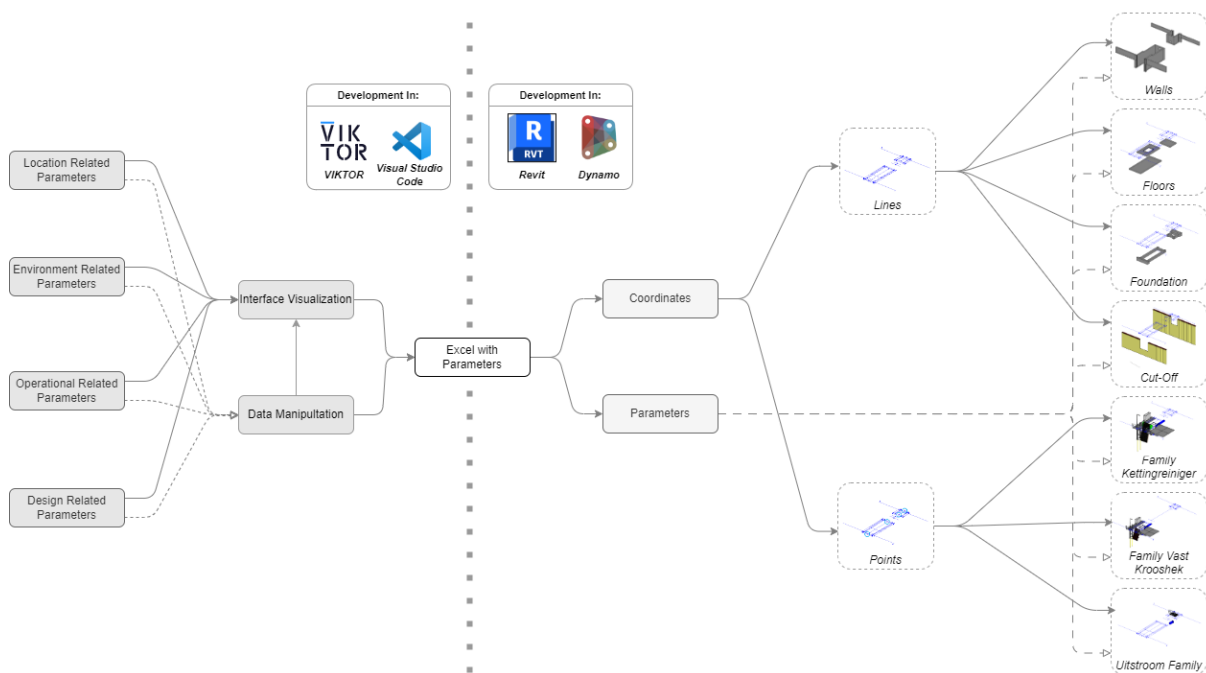 Development In:
VIKTOR
VIKTOR
Visual Studio
Code
Development In:
R
RVT
Revit
Dynamo
Location Related
Parameters
Environment Related
Parameters
Operational Related
Parameters
Design Related
Parameters
Interface Visualization
Data Manipultation
Excel with
Parameters
Coordinates
Parameters
Lines
Points
Walls
Floors
Foundation
Cut-Off
Family
Kettingreiniger
Family Vast
Krooshek
Uitstroom Family